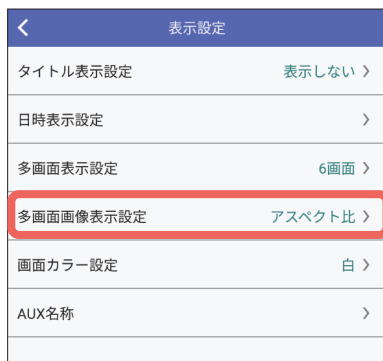 表示設定
タイトル表示設定 表示しない
日時表示設定
多画面表示設定 6画面
多画面画像表示設定 アスペクト比
画面カラー設定 白
AUX名称